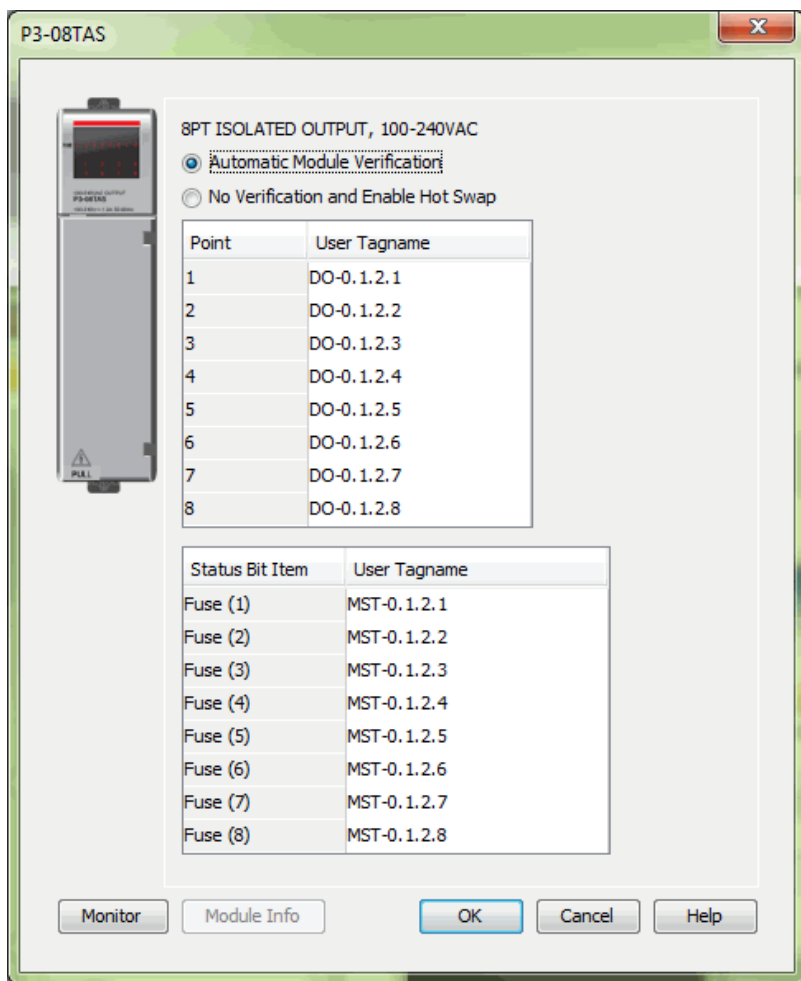 P3-08TAS
8PT ISOLATED OUTPUT, 100-240VAC
Automatic Module Verification
No Verification and Enable Hot Swap
Point User Tagname
1 DO-0.1.2.1
2 DO-0.1.2.2
3 DO-0.1.2.3
4 DO-0.1.2.4
5 DO-0.1.2.5
6 DO-0.1.2.6
7 DO-0.1.2.7
8 DO-0.1.2.8
P3-08TAS
PULL
Status Bit Item User Tagname
Fuse (1) MST-0.1.2.1
Fuse (2) MST-0.1.2.2
Fuse (3) MST-0.1.2.3
Fuse (4) MST-0.1.2.4
Fuse (5) MST-0.1.2.5
Fuse (6) MST-0.1.2.6
Fuse (7) MST-0.1.2.7
Fuse (8) MST-0.1.2.8
Monitor Module Info OK Cancel Help